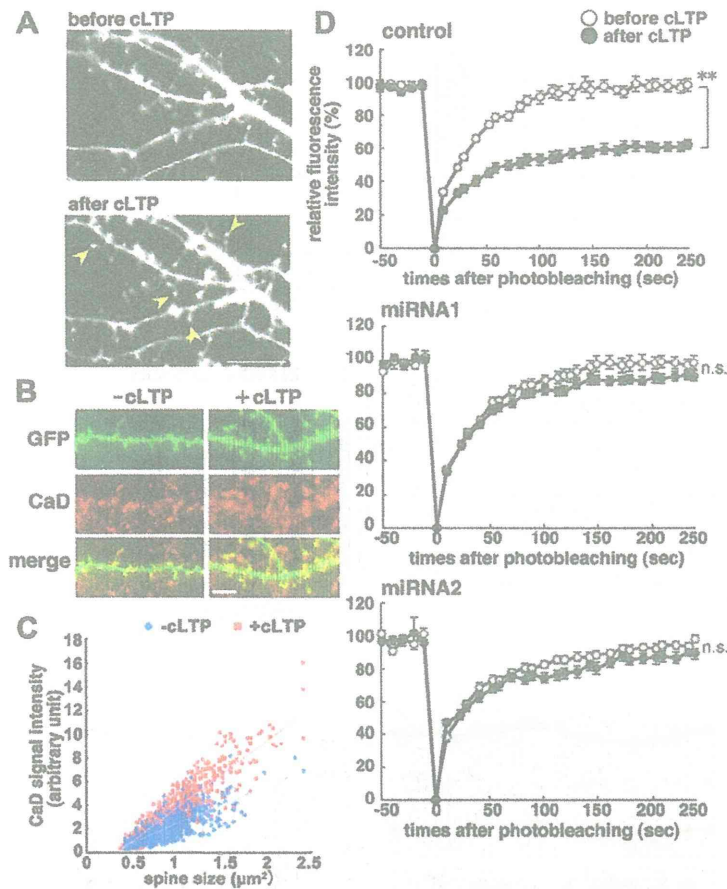 A
before cLTP
after cLTP
B
-cLTP
+cLTP
GFP
CaD
merge
C
-cLTP
+cLTP
CaD signal intensity
(arbitrary unit)
18
16
14
12
10
8
6
4
2
0
0
0.5
1
1.5
2
2.5
spine size (μm²)
D
before cLTP
after cLTP
control
relative fluorescence
intensity (%)
120
100
80
60
40
20
0
-50
0
50
100
150
200
250
times after photobleaching (sec)
**
miRNA1
120
100
80
60
40
20
0
-50
0
50
100
150
200
250
times after photobleaching (sec)
n.s.
miRNA2
120
100
80
60
40
20
0
-50
0
50
100
150
200
250
times after photobleaching (sec)
n.s.